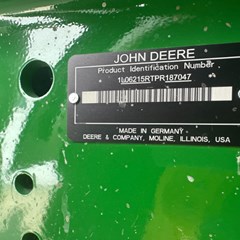 JOHN DEERE
Product Identification Number
1L06215RTPR187047
MADE IN GERMANY
DEERE & COMPANY, MOLINE, ILLINOIS, USA